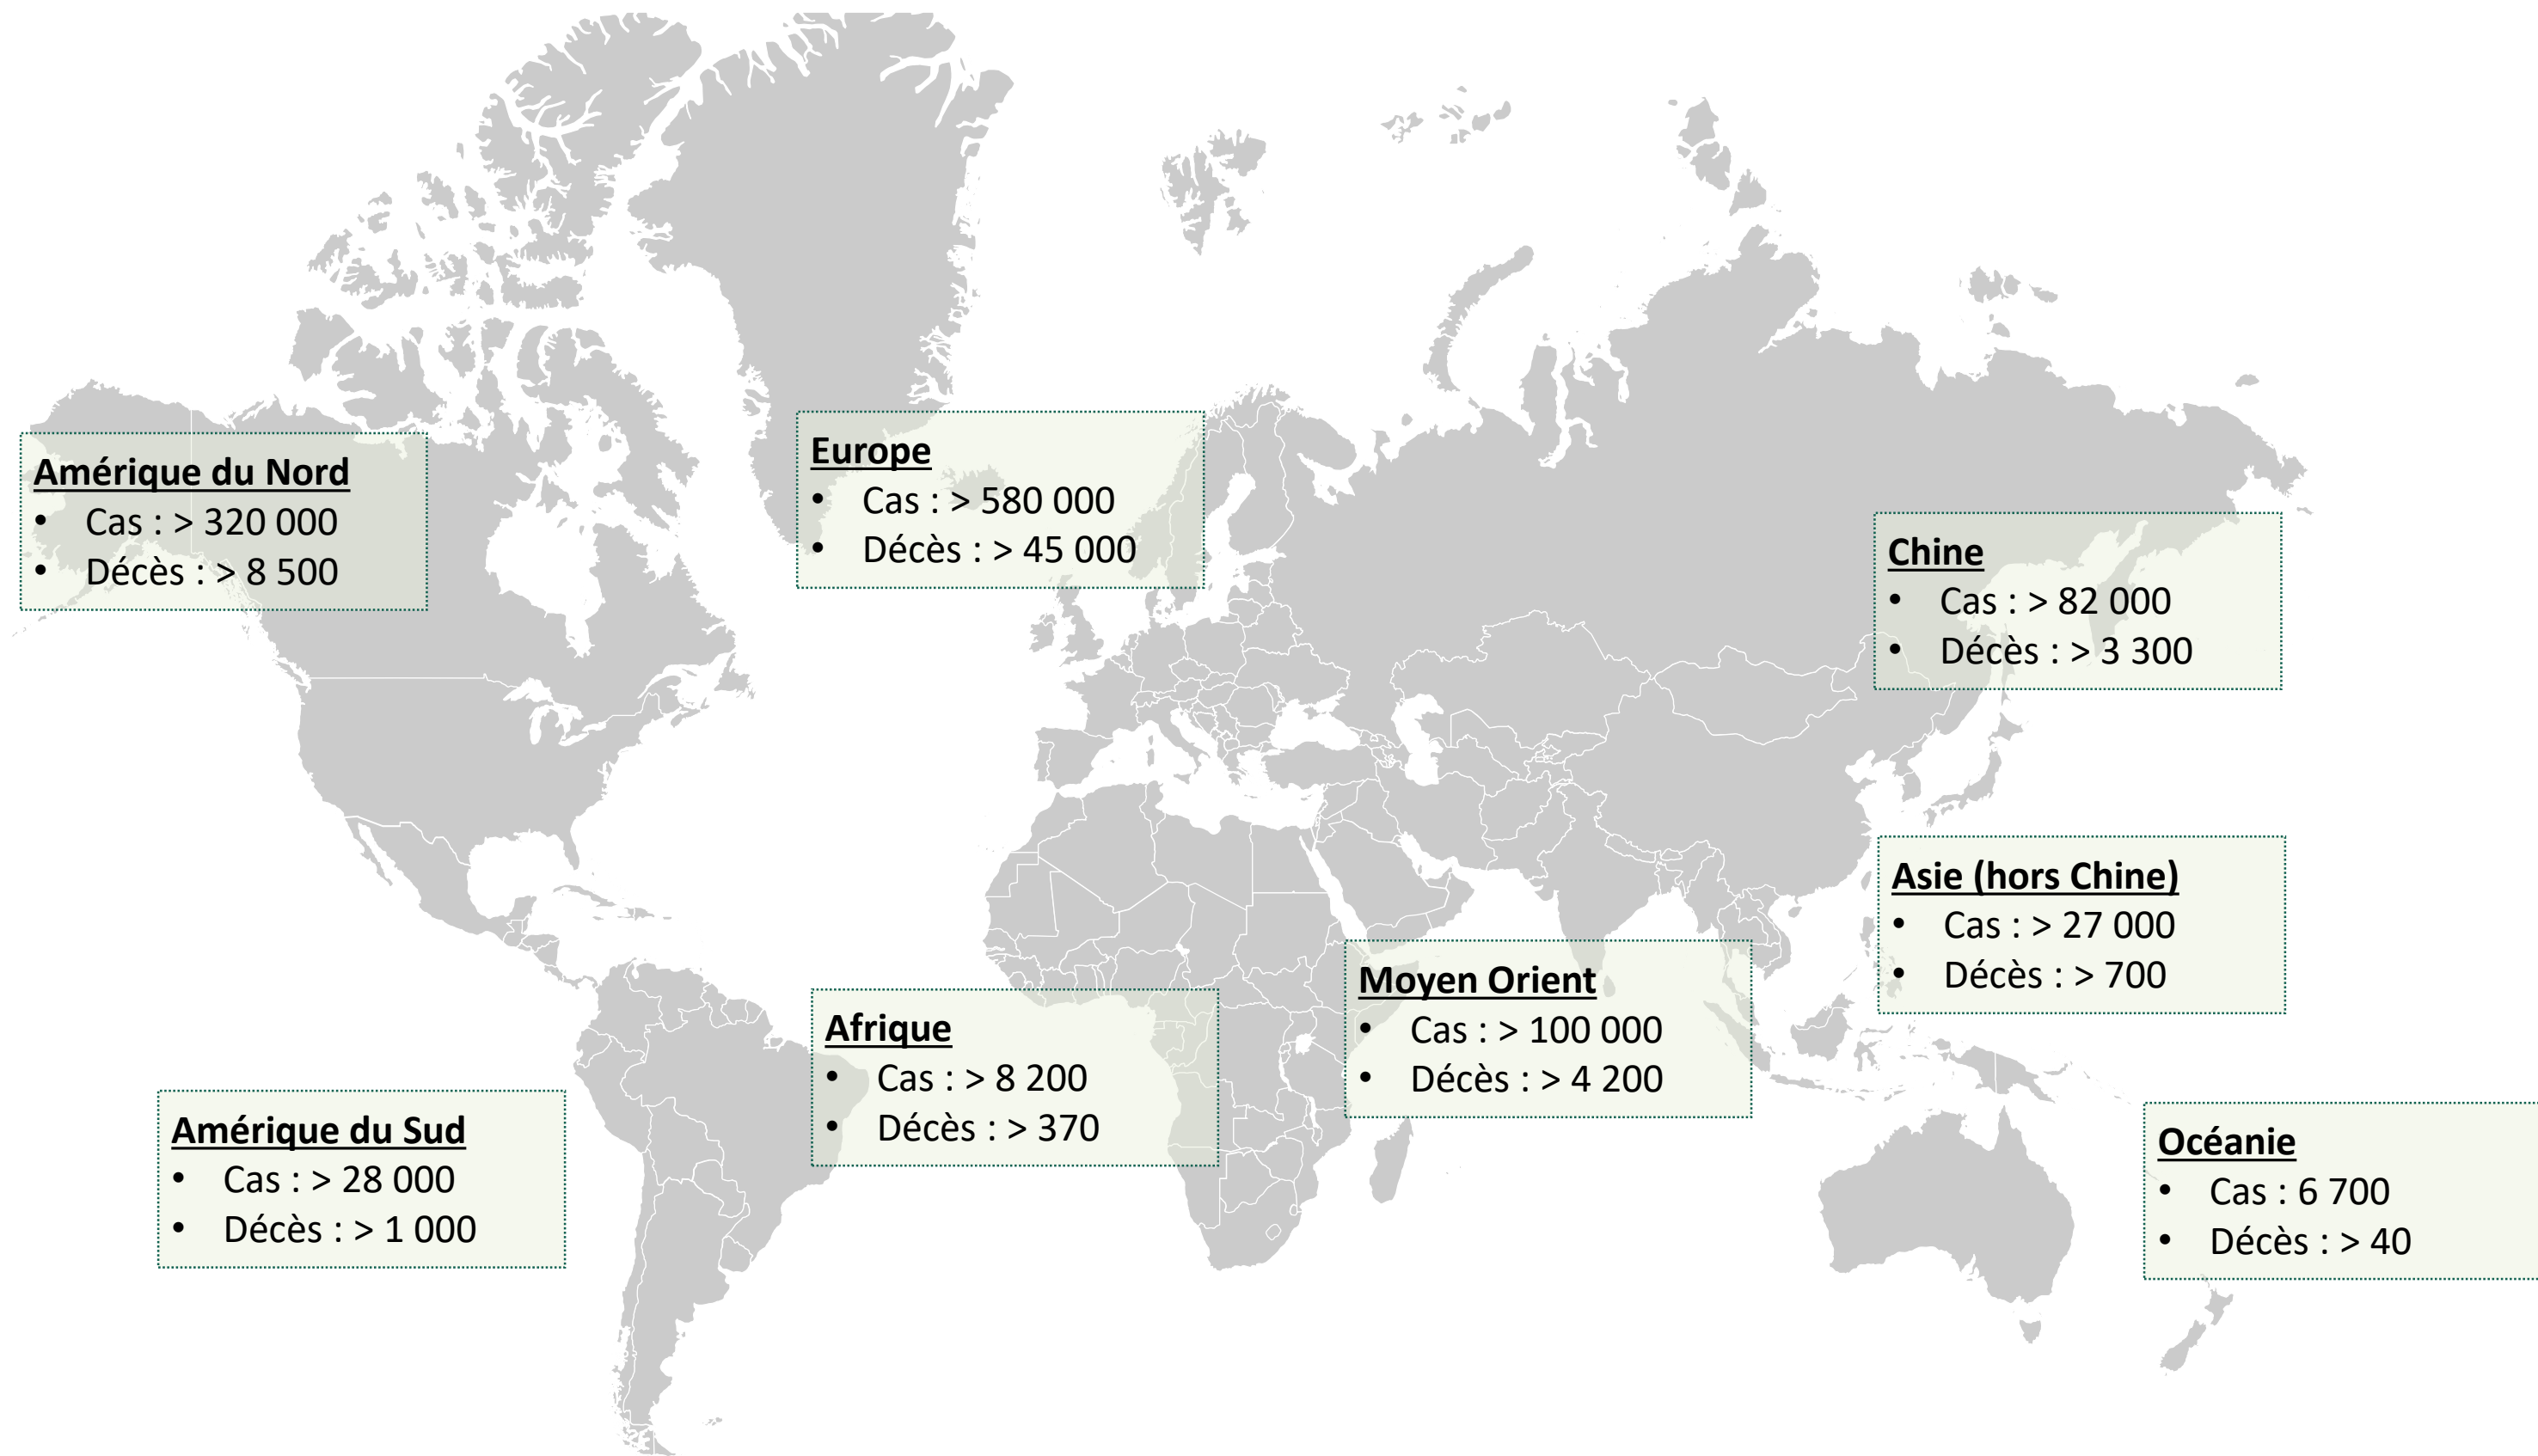 Amérique du Nord
• Cas : > 320 000
• Décès : > 8 500
Europe
• Cas : > 580 000
• Décès : > 45 000
Chine
• Cas : > 82 000
• Décès : > 3 300
Asie (hors Chine)
• Cas : > 27 000
• Décès : > 700
Moyen Orient
• Cas : > 100 000
• Décès : > 4 200
Afrique
• Cas : > 8 200
• Décès : > 370
Amérique du Sud
• Cas : > 28 000
• Décès : > 1 000
Océanie
• Cas : 6 700
• Décès : > 40